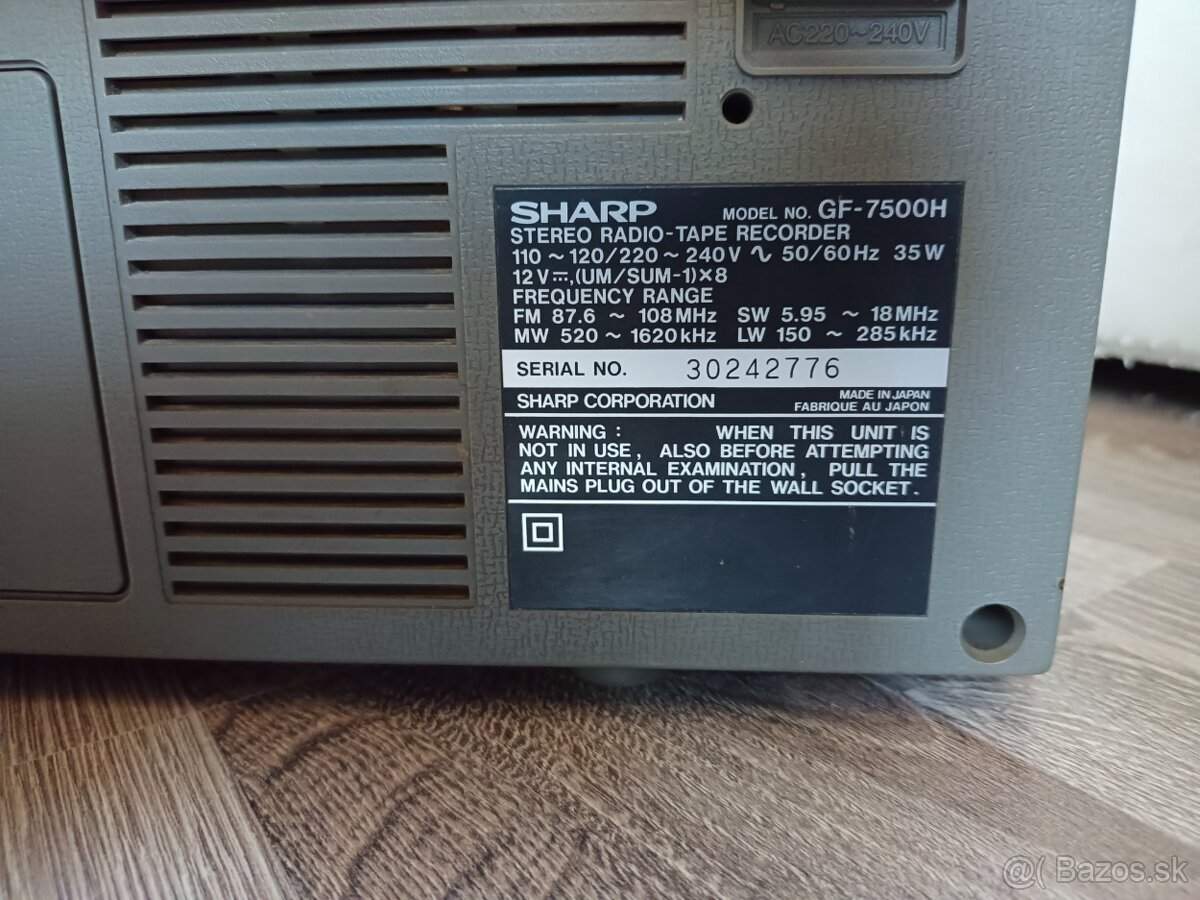 AC220~240V
SHARP MODEL NO. GF-7500H
STEREO RADIO-TAPE RECORDER
110 ~ 120/220 ~ 240V ∿ 50/60Hz 35W
12V⎓,(UM/SUM-1)×8
FREQUENCY RANGE
FM 87.6 ~ 108MHz SW 5.95 ~ 18MHz
MW 520 ~ 1620kHz LW 150 ~ 285kHz
SERIAL NO. 30242776
SHARP CORPORATION MADE IN JAPAN
FABRIQUE AU JAPON
WARNING : WHEN THIS UNIT IS
NOT IN USE, ALSO BEFORE ATTEMPTING
ANY INTERNAL EXAMINATION, PULL THE
MAINS PLUG OUT OF THE WALL SOCKET.
@( Bazos.sk